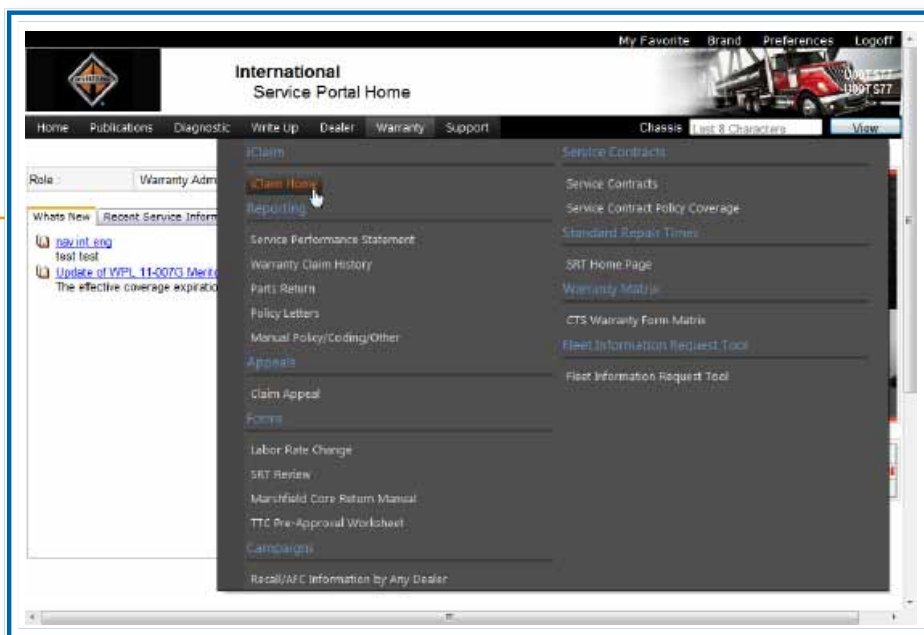 My Favorite Brand Preferences Logoff
International
Service Portal Home
U00TS77
U00TS77
Home Publications Diagnostic Write Up Dealer Warranty Support Chassis Last 8 Characters View
iClaim Service Contracts
Role : Warranty Adm
iClaim Home Service Contracts
Whats New Recent Service Inform
Reporting Service Contract Policy Coverage
nav int eng
test test
Service Performance Statement Standard Repair Times
Update of WPL 11-007G Merito
The effective coverage expiratio
Warranty Claim History SRT Home Page
Parts Return Warranty Matrix
Policy Letters CTS Warranty Form Matrix
Manual Policy/Coding/Other Fleet Information Request Tool
Appeals
Claim Appeal Fleet Information Request Tool
Forms
Labor Rate Change
SRT Review
Marshfield Core Return Manual
TTC Pre-Approval Worksheet
Campaigns
Recall/AFC Information by Any Dealer